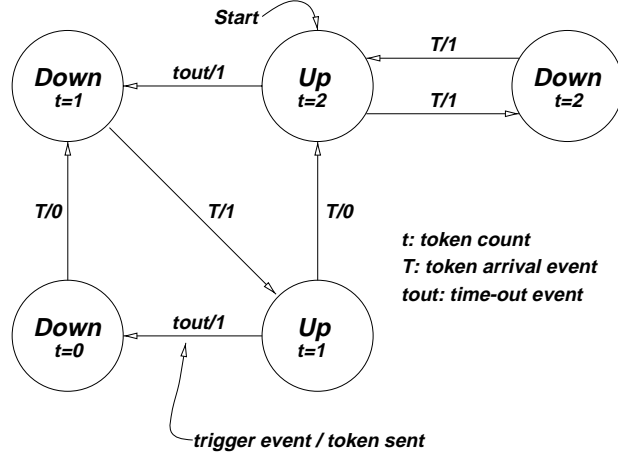 Start
Down
t=1
tout/1
Up
t=2
T/1
T/1
Down
t=2
T/0
T/1
T/0
t: token count
T: token arrival event
tout: time-out event
Down
t=0
tout/1
Up
t=1
trigger event / token sent